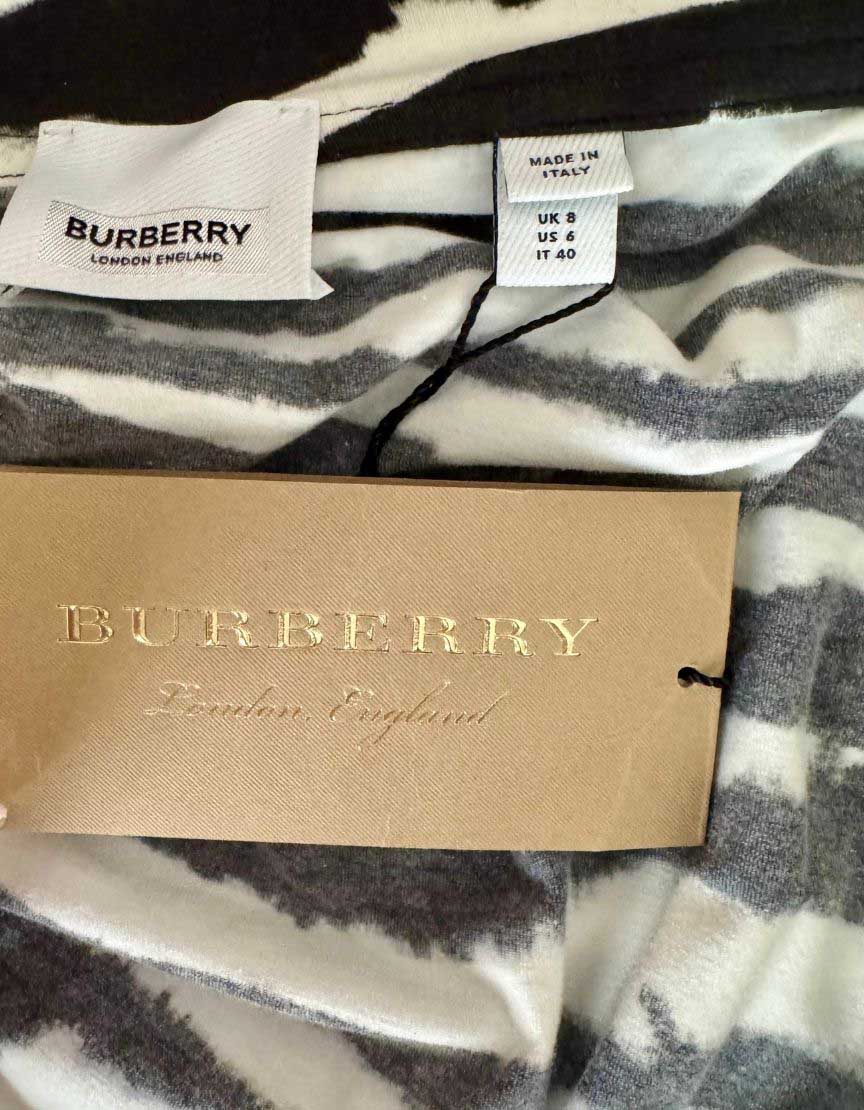 BURBERRY
LONDON ENGLAND
MADE IN
ITALY
UK 8
US 6
IT 40
BURBERRY
London, England